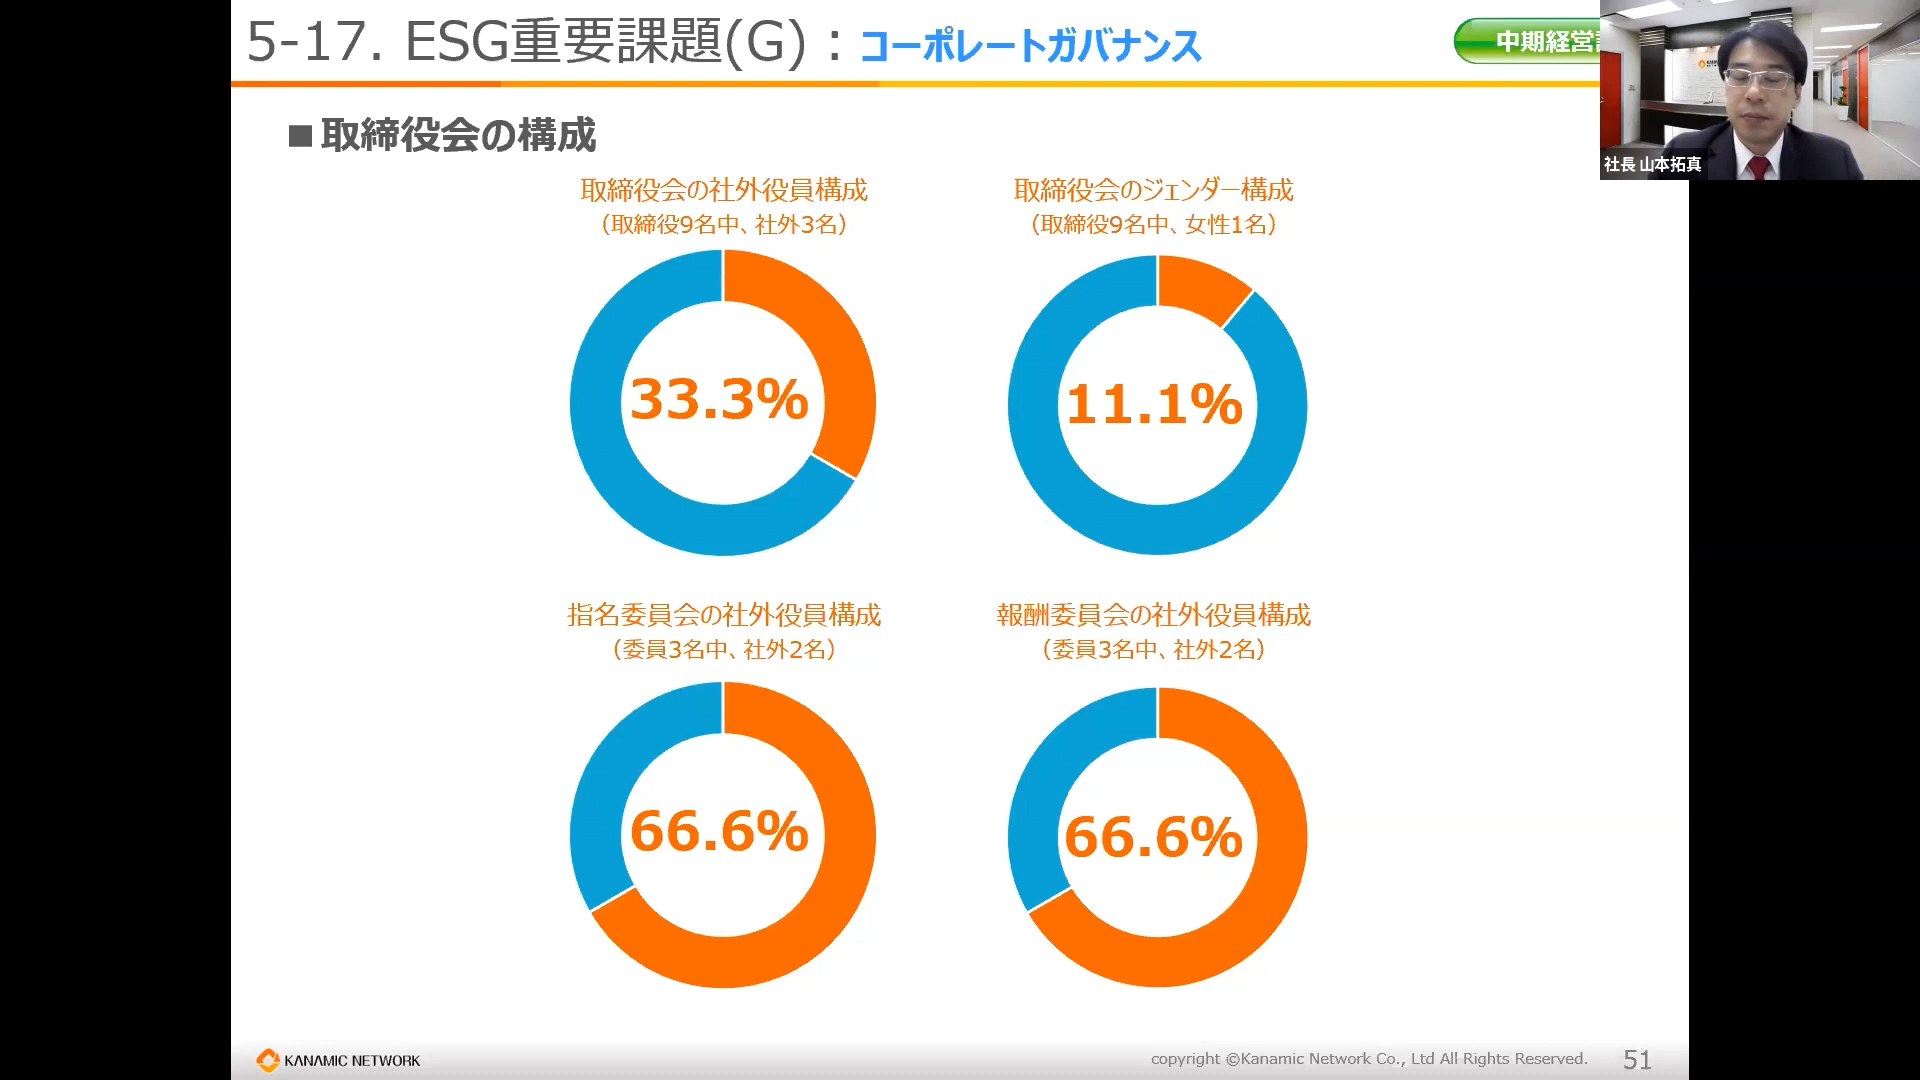 5-17. ESG重要課題(G)：コーポレートガバナンス
中期経営
社長 山本拓真
■取締役会の構成
取締役会の社外役員構成
（取締役9名中、社外3名）
33.3%
取締役会のジェンダー構成
（取締役9名中、女性1名）
11.1%
指名委員会の社外役員構成
（委員3名中、社外2名）
66.6%
報酬委員会の社外役員構成
（委員3名中、社外2名）
66.6%
KANAMIC NETWORK
copyright ©Kanamic Network Co., Ltd All Rights Reserved.
51